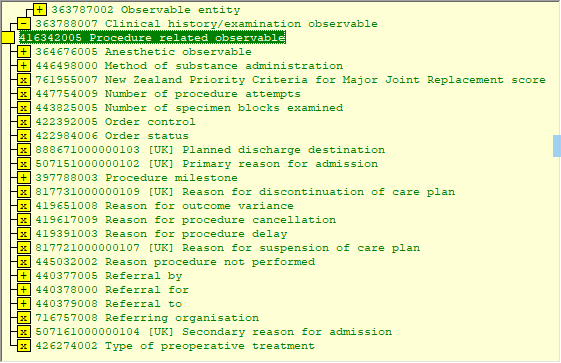 363787002 Observable entity
363788007 Clinical history/examination observable
416342005 Procedure related observable
364676005 Anesthetic observable
446498000 Method of substance administration
761955007 New Zealand Priority Criteria for Major Joint Replacement score
447754009 Number of procedure attempts
443825005 Number of specimen blocks examined
422392005 Order control
422984006 Order status
888671000000103 [UK] Planned discharge destination
507151000000102 [UK] Primary reason for admission
397788003 Procedure milestone
817731000000109 [UK] Reason for discontinuation of care plan
419651008 Reason for outcome variance
419617009 Reason for procedure cancellation
419391003 Reason for procedure delay
817721000000107 [UK] Reason for suspension of care plan
445032002 Reason procedure not performed
440377005 Referral by
440378000 Referral for
440379008 Referral to
716757008 Referring organisation
507161000000104 [UK] Secondary reason for admission
426274002 Type of preoperative treatment